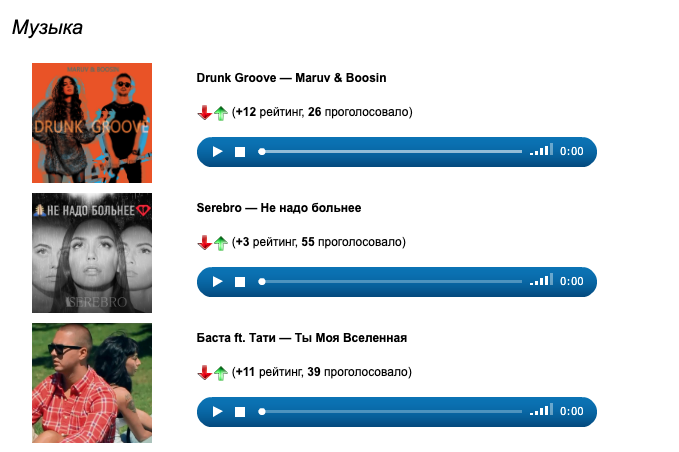 Музыка
MARUV & BOOSIN
DRUNK GROOVE
Drunk Groove — Maruv & Boosin
(+12 рейтинг, 26 проголосовало)
0:00
НЕ НАДО БОЛЬНЕЕ
SEREBRO
Serebro — Не надо больнее
(+3 рейтинг, 55 проголосовало)
0:00
Баста ft. Тати — Ты Моя Вселенная
(+11 рейтинг, 39 проголосовало)
0:00